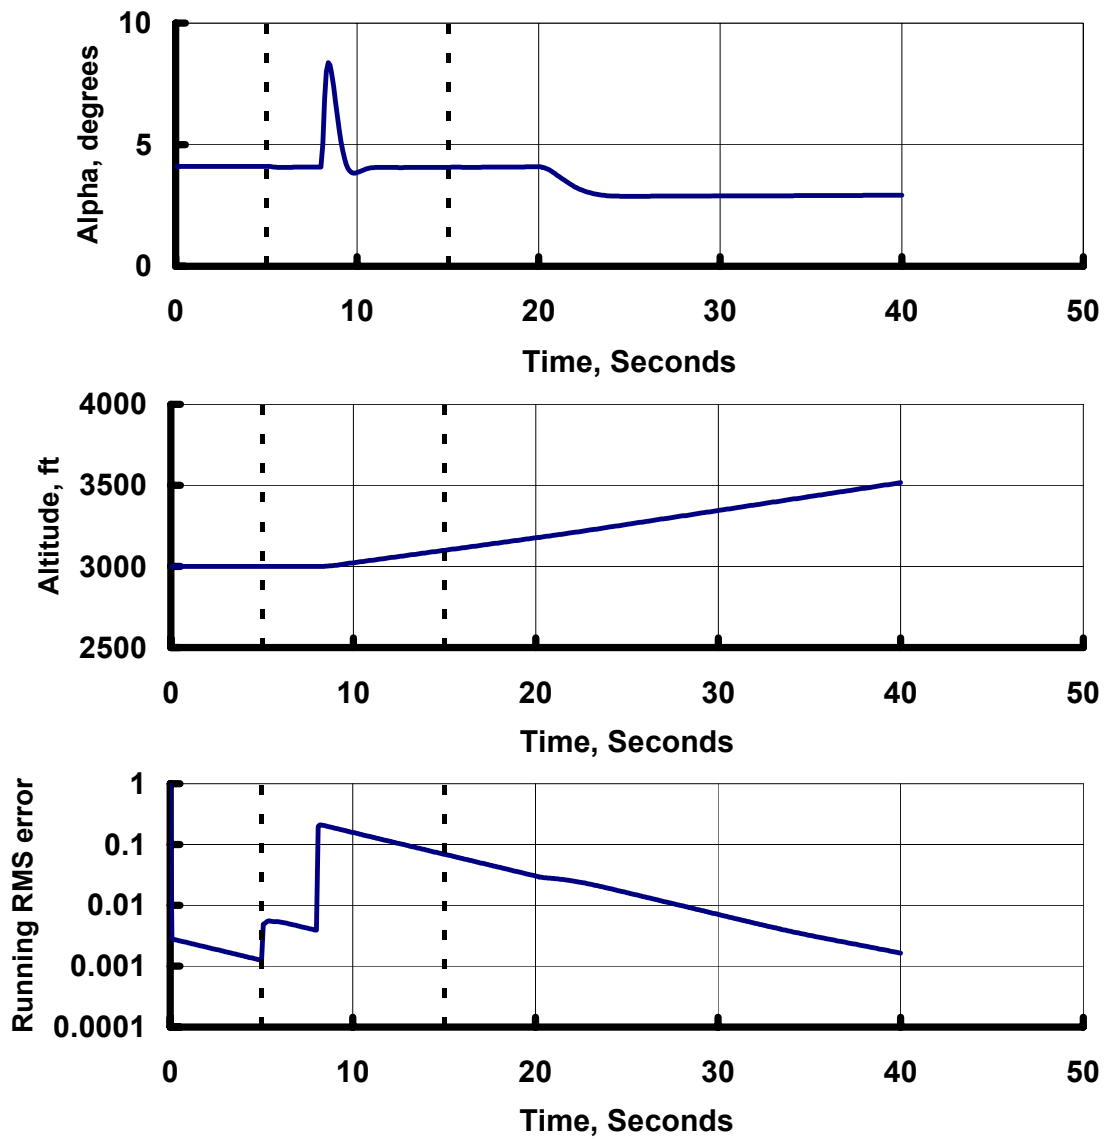 10
5
0
Alpha, degrees
0 10 20 30 40 50
Time, Seconds
4000
3500
3000
2500
Altitude, ft
0 10 20 30 40 50
Time, Seconds
1
0.1
0.01
0.001
0.0001
Running RMS error
0 10 20 30 40 50
Time, Seconds